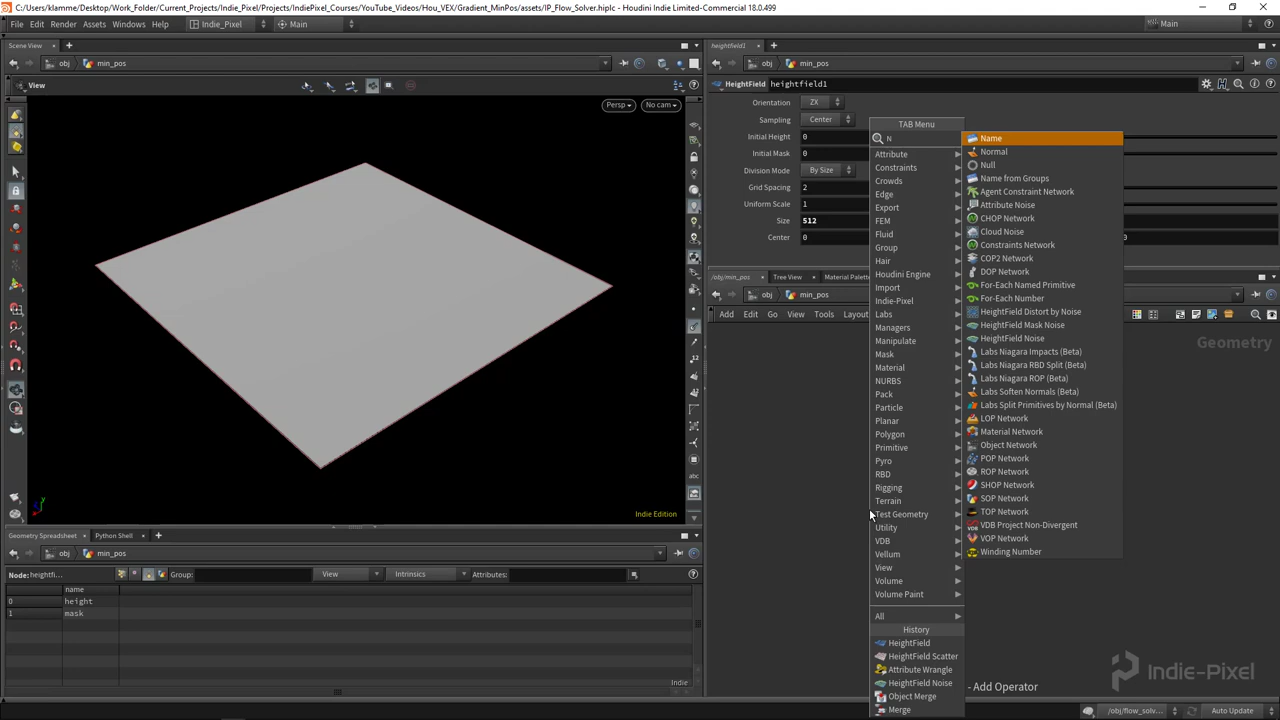 C:/Users/klamme/Desktop/Work_Folder/Current_Projects/Projects/IndiePixel_Courses/YouTube_Videos/Hou_VEX/Gradient_MinPos/assets/IP_Flow_Solver.hiplc - Houdini Indie Limited-Commercial 18.0.499
File Edit Render Assets Windows Help Indie_Pixel Main Main
Scene View
obj min_pos
View
Persp No cam
Indie Edition
Geometry Spreadsheet Python Shell
obj min_pos
Node: heightfi... Group: View Intrinsics Attributes:
name
0 height
1 mask
Indie
heightfield1
obj min_pos
HeightField heightfield1
Orientation ZX
Sampling Center
Initial Height 0
Initial Mask 0
Division Mode By Size
Grid Spacing 2
Uniform Scale 1
Size 512
Center 0 0
/obj/min_pos Tree View Material Palette
obj min_pos
Add Edit Go View Tools Layout
Geometry
TAB Menu
N
Attribute
Constraints
Crowds
Edge
Export
FEM
Fluid
Group
Hair
Houdini Engine
Import
Indie-Pixel
Labs
Managers
Manipulate
Mask
Material
NURBS
Pack
Particle
Planar
Polygon
Primitive
Pyro
RBD
Rigging
Terrain
Test Geometry
Utility
VDB
Vellum
View
Volume
Volume Paint
All
History
HeightField
HeightField Scatter
Attribute Wrangle
HeightField Noise
Object Merge
Merge
Name
Normal
Null
Name from Groups
Agent Constraint Network
Attribute Noise
CHOP Network
Cloud Noise
Constraints Network
COP2 Network
DOP Network
For-Each Named Primitive
For-Each Number
HeightField Distort by Noise
HeightField Mask Noise
HeightField Noise
Labs Niagara Impacts (Beta)
Labs Niagara RBD Split (Beta)
Labs Niagara ROP (Beta)
Labs Soften Normals (Beta)
Labs Split Primitives by Normal (Beta)
LOP Network
Material Network
Object Network
POP Network
ROP Network
SHOP Network
SOP Network
TOP Network
VDB Project Non-Divergent
VOP Network
Winding Number
Indie-Pixel
- Add Operator
/obj/flow_solv... Auto Update